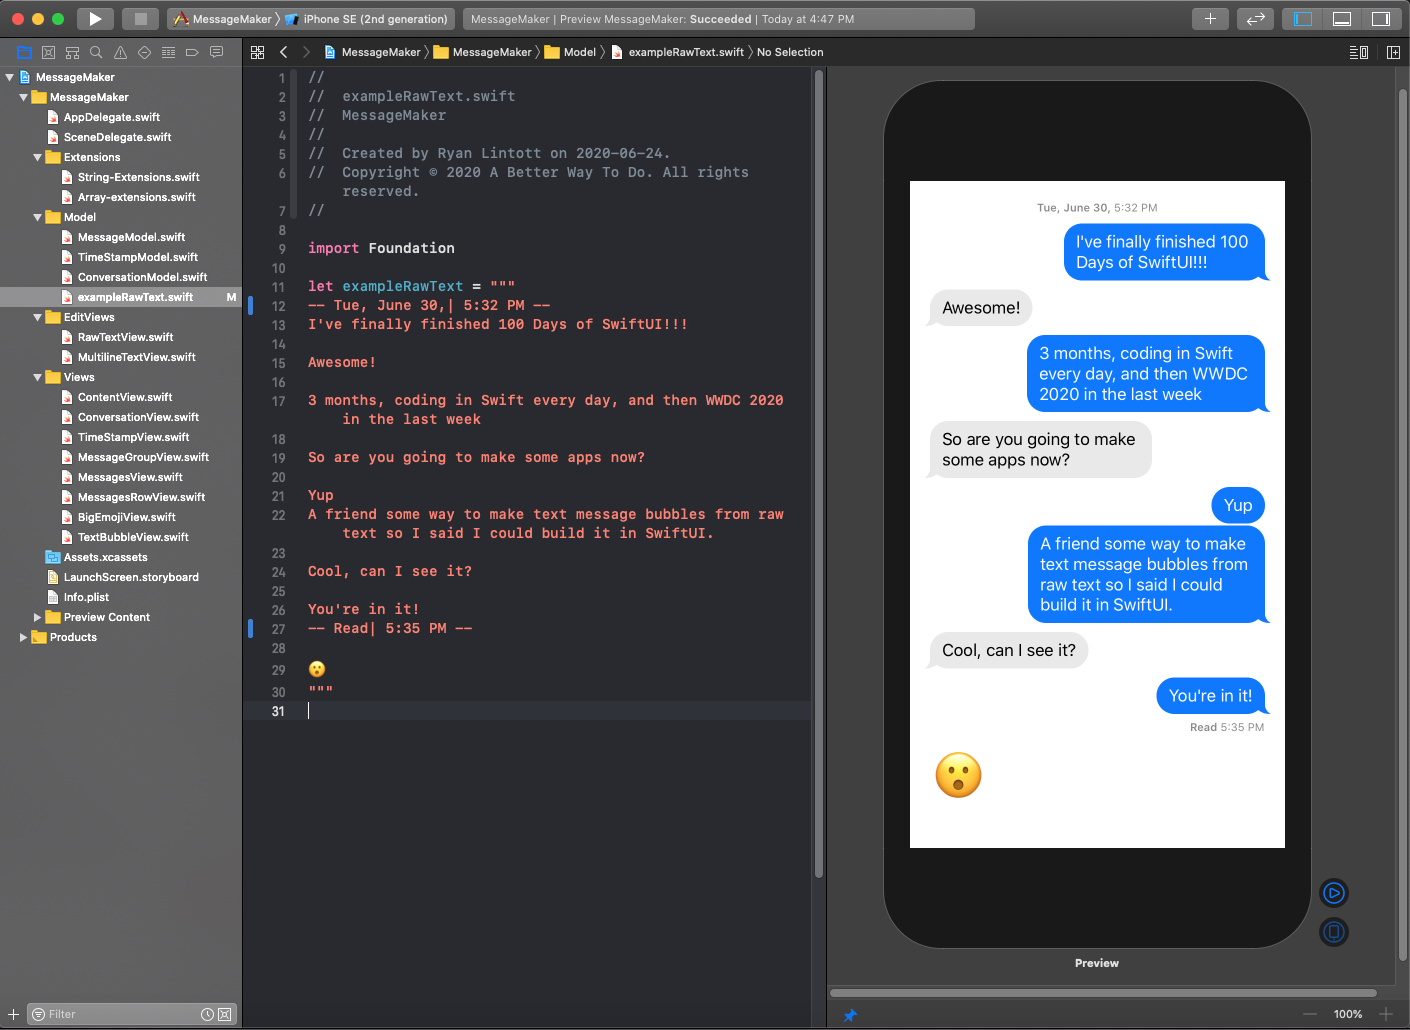 MessageMaker iPhone SE (2nd generation)
MessageMaker | Preview MessageMaker: Succeeded | Today at 4:47 PM
MessageMaker MessageMaker Model exampleRawText.swift No Selection
MessageMaker
MessageMaker
AppDelegate.swift
SceneDelegate.swift
Extensions
String-Extensions.swift
Array-extensions.swift
Model
MessageModel.swift
TimeStampModel.swift
ConversationModel.swift
exampleRawText.swift M
EditViews
RawTextView.swift
MultilineTextView.swift
Views
ContentView.swift
ConversationView.swift
TimeStampView.swift
MessageGroupView.swift
MessagesView.swift
MessagesRowView.swift
BigEmojiView.swift
TextBubbleView.swift
Assets.xcassets
LaunchScreen.storyboard
Info.plist
Preview Content
Products
Filter
1 //
2 //  exampleRawText.swift
3 //  MessageMaker
4 //
5 //  Created by Ryan Lintott on 2020-06-24.
6 //  Copyright © 2020 A Better Way To Do. All rights
reserved.
7 //
8
9 import Foundation
10
11 let exampleRawText = """
12 -- Tue, June 30,| 5:32 PM --
13 I've finally finished 100 Days of SwiftUI!!!
14
15 Awesome!
16
17 3 months, coding in Swift every day, and then WWDC 2020
in the last week
18
19 So are you going to make some apps now?
20
21 Yup
22 A friend some way to make text message bubbles from raw
text so I said I could build it in SwiftUI.
23
24 Cool, can I see it?
25
26 You're in it!
27 -- Read| 5:35 PM --
28
29 😮
30 """
31
Tue, June 30, 5:32 PM
I've finally finished 100
Days of SwiftUI!!!
Awesome!
3 months, coding in Swift
every day, and then WWDC
2020 in the last week
So are you going to make
some apps now?
Yup
A friend some way to make
text message bubbles from
raw text so I said I could
build it in SwiftUI.
Cool, can I see it?
You're in it!
Read 5:35 PM
😮
Preview
100%